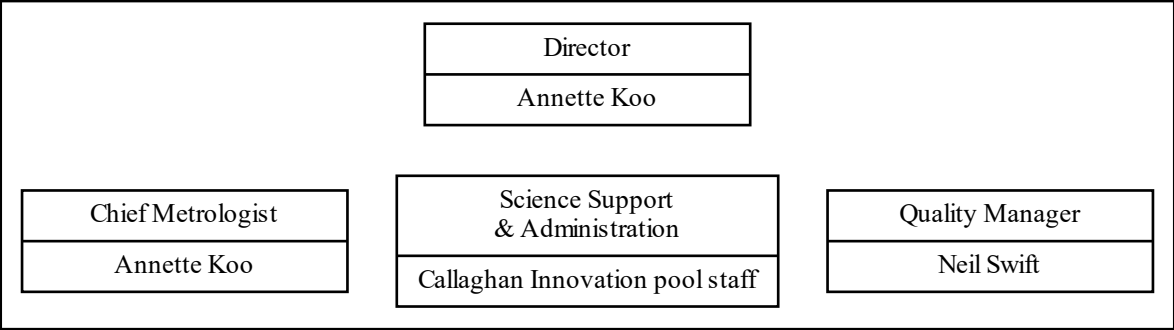 Director
Annette Koo
Chief Metrologist
Annette Koo
Science Support
& Administration
Callaghan Innovation pool staff
Quality Manager
Neil Swift